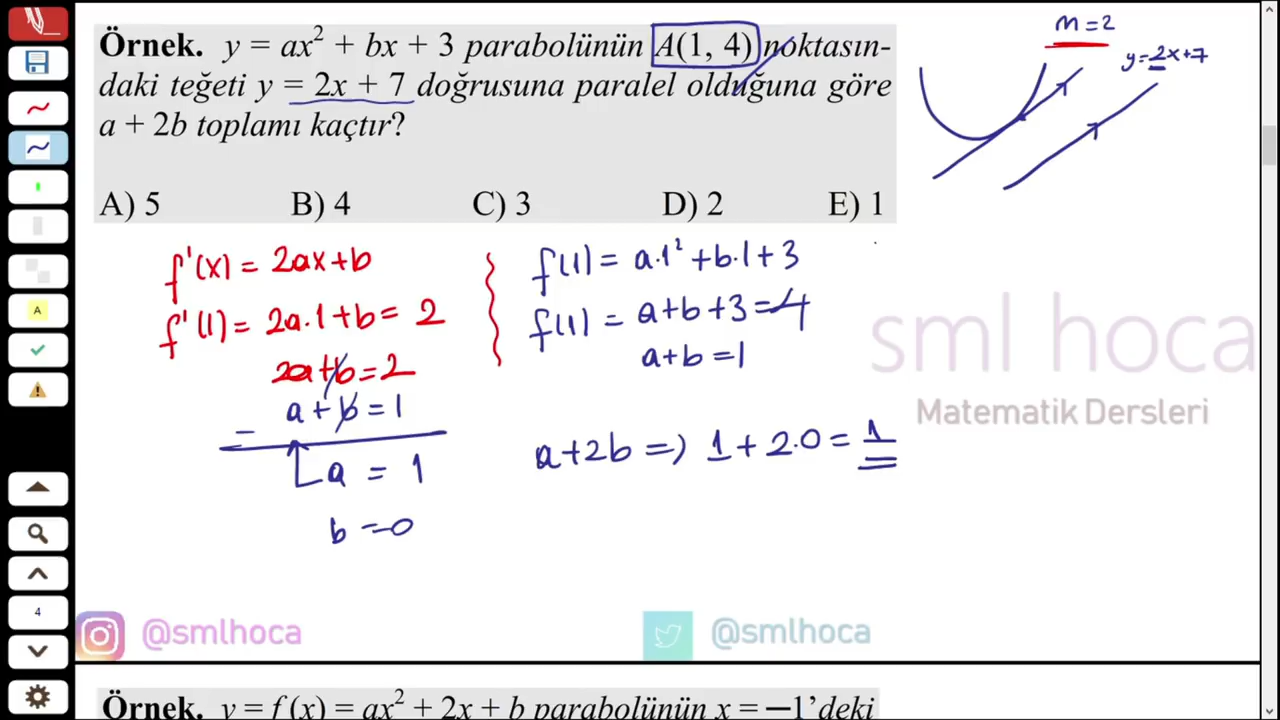 Örnek. y = ax² + bx + 3 parabolünün A(1, 4) noktasın-
daki teğeti y = 2x + 7 doğrusuna paralel olduğuna göre
a + 2b toplamı kaçtır?
A) 5 B) 4 C) 3 D) 2 E) 1
m=2
y=2x+7
f'(x) = 2ax+b
f'(1) = 2a.1+b = 2
2a+b=2
a+b=1
−
a = 1
b=0
f(1) = a.1²+b.1+3
f(1) = a+b+3=4
a+b=1
a+2b => 1+2.0=1
sml hoca
Matematik Dersleri
A
4
@smlhoca
@smlhoca
Örnek. y = f(x) = ax² + 2x + b parabolünün x = −1'deki